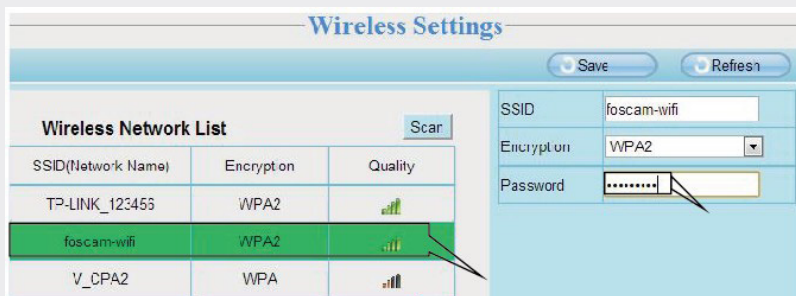 Wireless Settings
Save Refresh
Wireless Network List Scan
SSID(Network Name) Encryption Quality
TP-LINK_123456 WPA2
foscam-wifi WPA2
V_CPA2 WPA
SSID foscam-wifi
Encryption WPA2
Password •••••••••